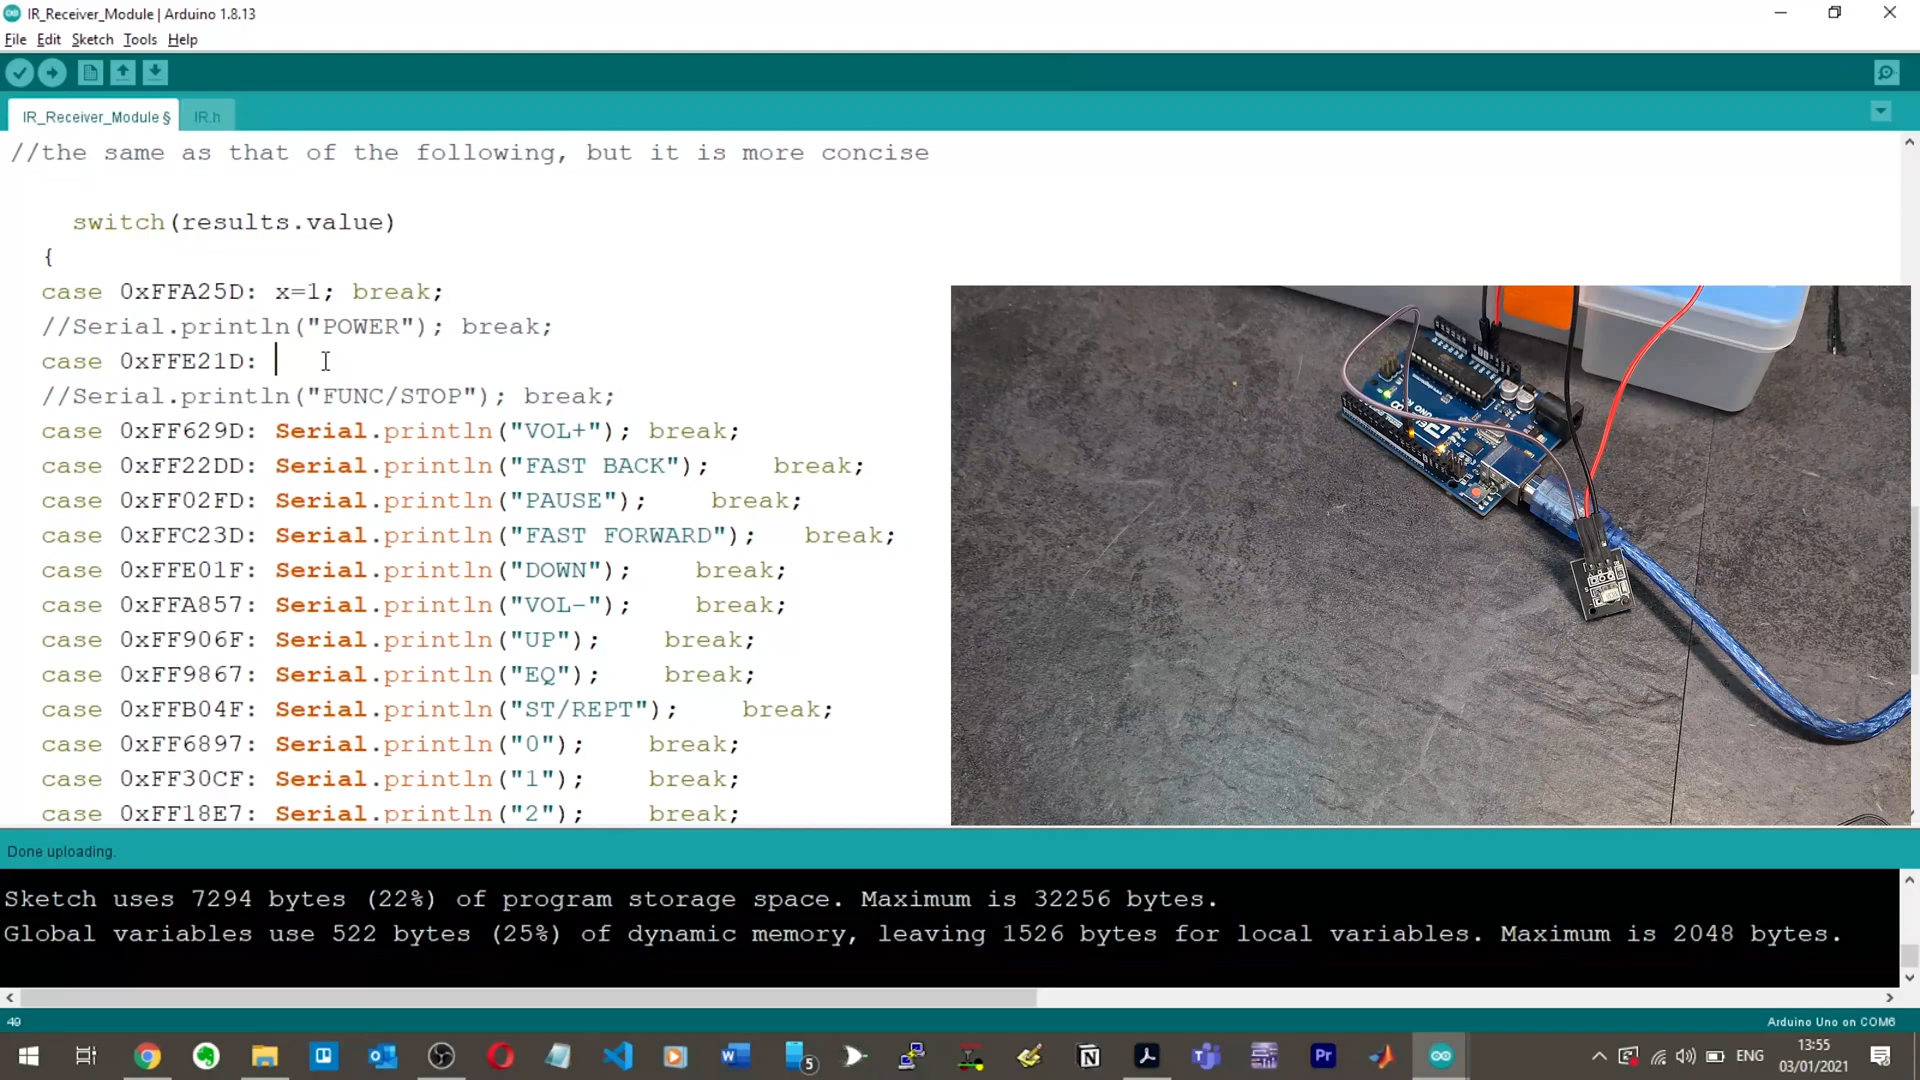 IR_Receiver_Module | Arduino 1.8.13
File Edit Sketch Tools Help
IR_Receiver_Module § IR.h
//the same as that of the following, but it is more concise
switch(results.value)
{
case 0xFFA25D: x=1; break;
//Serial.println("POWER"); break;
case 0xFFE21D:
//Serial.println("FUNC/STOP"); break;
case 0xFF629D: Serial.println("VOL+"); break;
case 0xFF22DD: Serial.println("FAST BACK"); break;
case 0xFF02FD: Serial.println("PAUSE"); break;
case 0xFFC23D: Serial.println("FAST FORWARD"); break;
case 0xFFE01F: Serial.println("DOWN"); break;
case 0xFFA857: Serial.println("VOL-"); break;
case 0xFF906F: Serial.println("UP"); break;
case 0xFF9867: Serial.println("EQ"); break;
case 0xFFB04F: Serial.println("ST/REPT"); break;
case 0xFF6897: Serial.println("0"); break;
case 0xFF30CF: Serial.println("1"); break;
case 0xFF18E7: Serial.println("2"); break;
Done uploading.
Sketch uses 7294 bytes (22%) of program storage space. Maximum is 32256 bytes.
Global variables use 522 bytes (25%) of dynamic memory, leaving 1526 bytes for local variables. Maximum is 2048 bytes.
49
Arduino Uno on COM6
5
Pr
ENG
13:55
03/01/2021